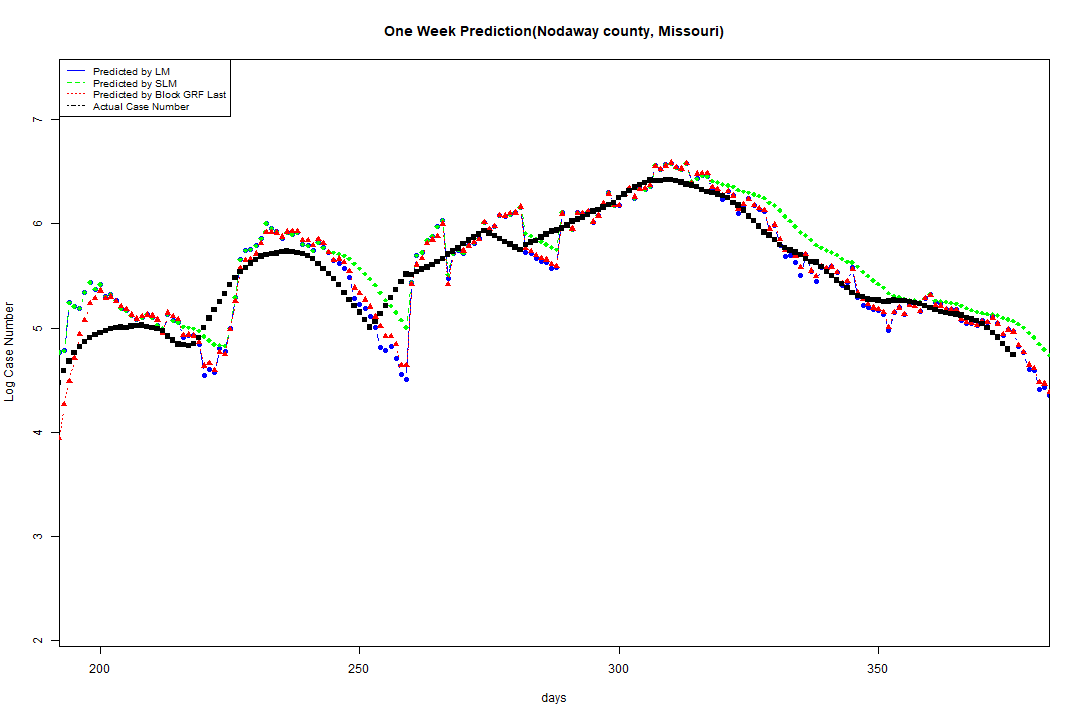 One Week Prediction(Nodaway county, Missouri)
Predicted by LM
Predicted by SLM
Predicted by Block GRF Last
Actual Case Number
7
6
5
4
3
2
Log Case Number
200 250 300 350
days